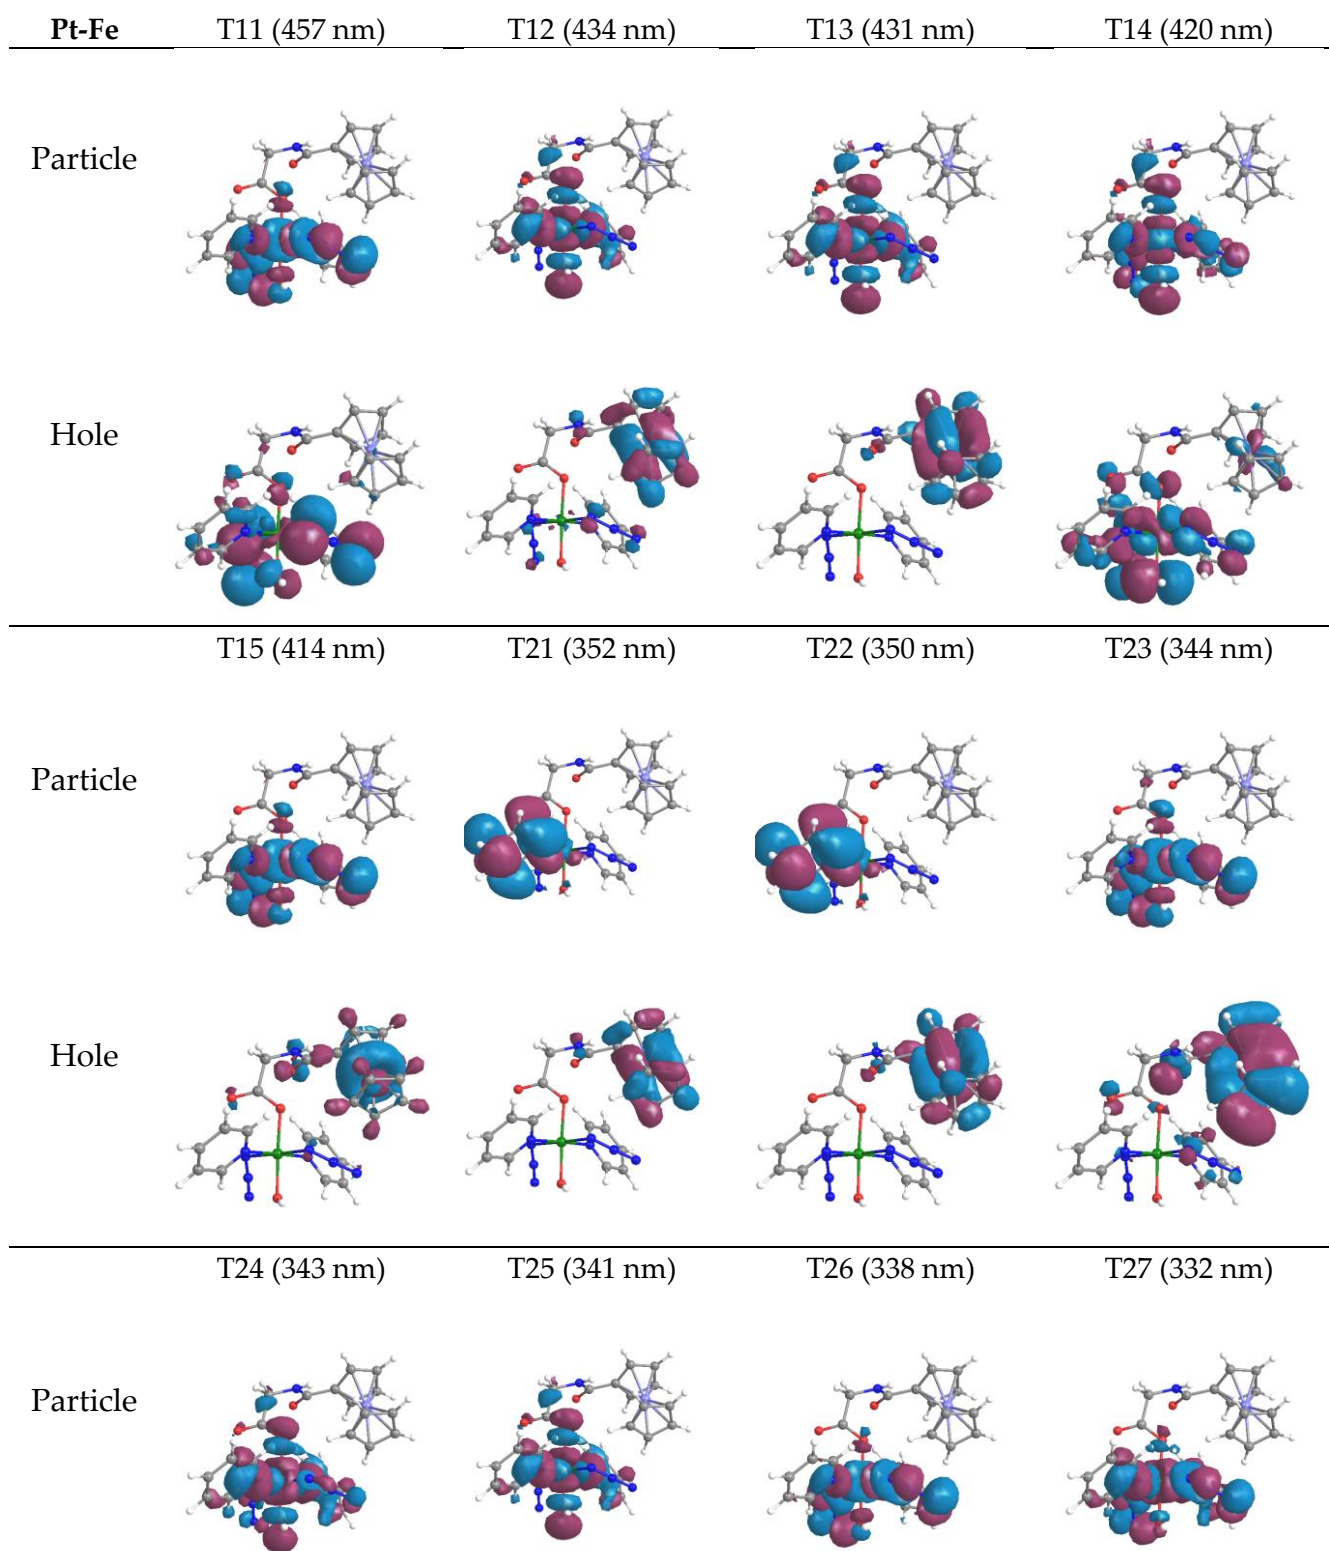 Pt-Fe T11 (457 nm) T12 (434 nm) T13 (431 nm) T14 (420 nm)
Particle
Hole
T15 (414 nm) T21 (352 nm) T22 (350 nm) T23 (344 nm)
Particle
Hole
T24 (343 nm) T25 (341 nm) T26 (338 nm) T27 (332 nm)
Particle